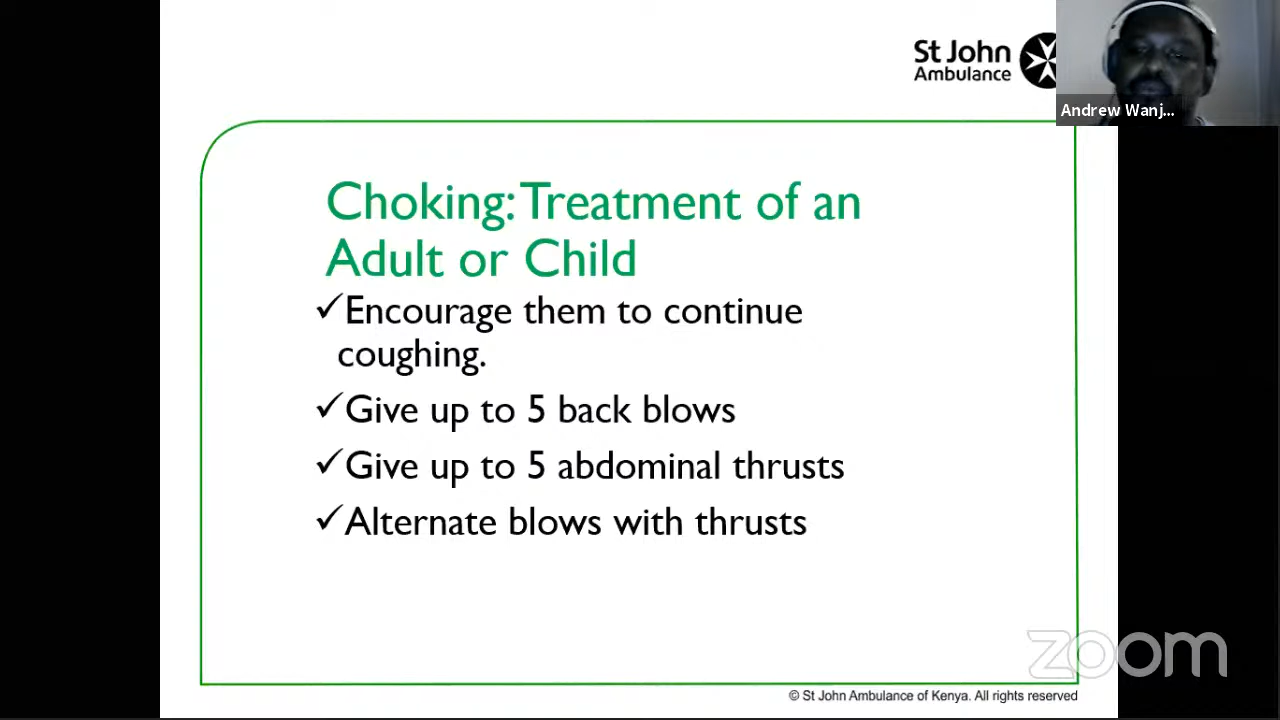 St John
Ambulance
Andrew Wanj...
Choking: Treatment of an
Adult or Child
✓Encourage them to continue
coughing.
✓Give up to 5 back blows
✓Give up to 5 abdominal thrusts
✓Alternate blows with thrusts
zoom
© St John Ambulance of Kenya. All rights reserved